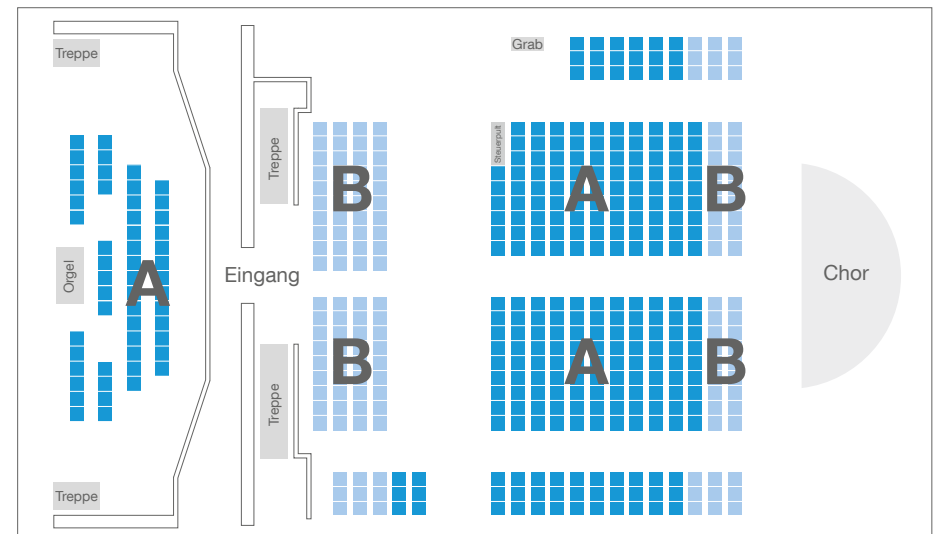 Treppe
Grab
Treppe
Steuerpult
B
A
B
Orgel
A
Eingang
Chor
B
A
B
Treppe
Treppe